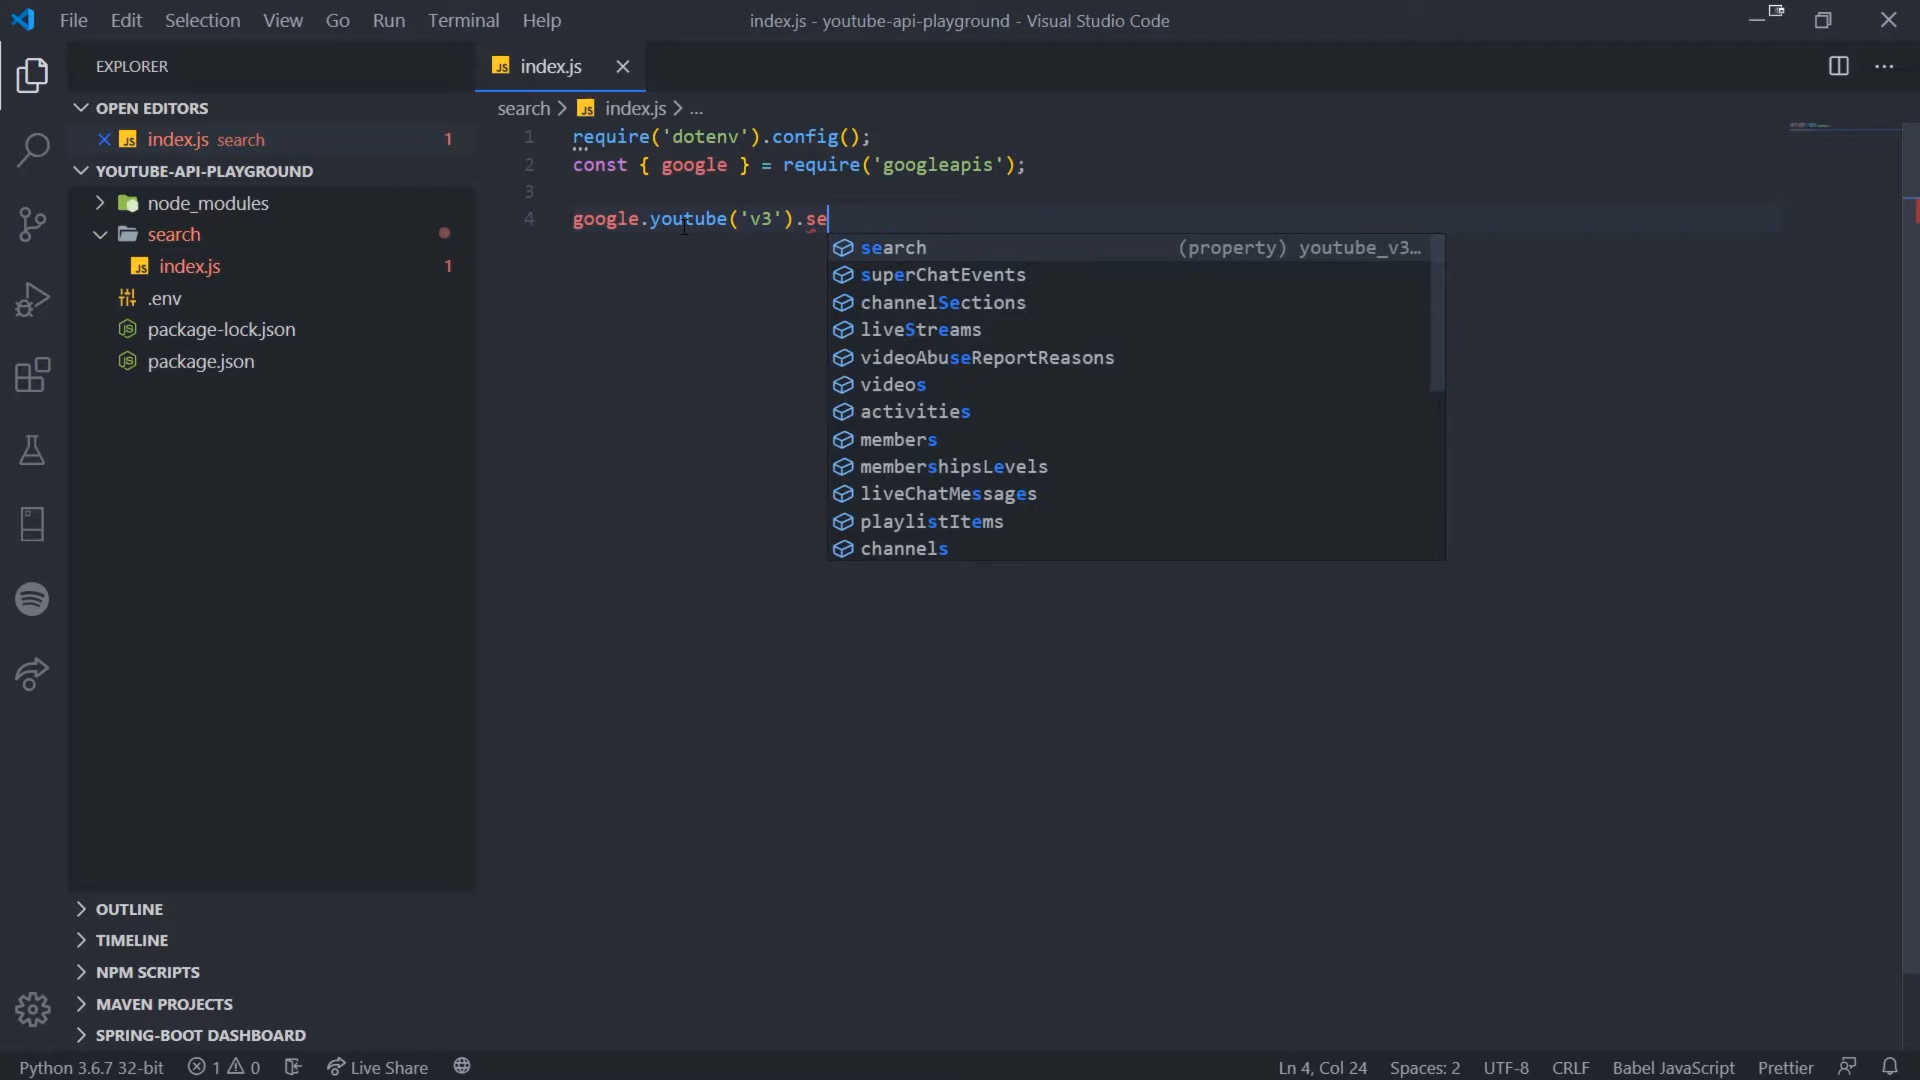 File Edit Selection View Go Run Terminal Help
index.js - youtube-api-playground - Visual Studio Code
EXPLORER
OPEN EDITORS
index.js search 1
YOUTUBE-API-PLAYGROUND
node_modules
search
index.js 1
.env
package-lock.json
package.json
OUTLINE
TIMELINE
NPM SCRIPTS
MAVEN PROJECTS
SPRING-BOOT DASHBOARD
JS index.js
search > JS index.js > ...
1 require('dotenv').config();
2 const { google } = require('googleapis');
3
4 google.youtube('v3').se
search (property) youtube_v3…
superChatEvents
channelSections
liveStreams
videoAbuseReportReasons
videos
activities
members
membershipsLevels
liveChatMessages
playlistItems
channels
Python 3.6.7 32-bit 1 0 Live Share Ln 4, Col 24 Spaces: 2 UTF-8 CRLF Babel JavaScript Prettier